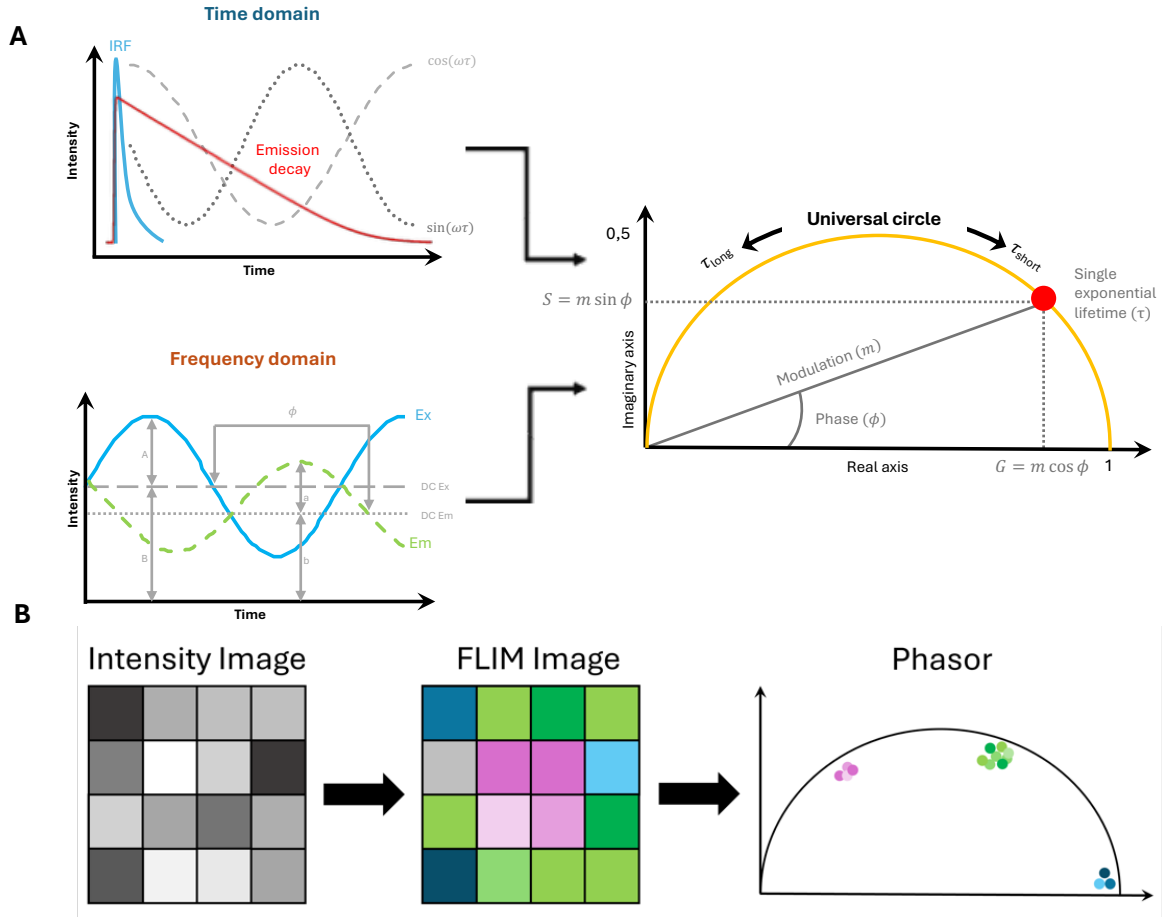 A
Time domain
IRF
cos(ωτ)
Intensity
Emission
decay
sin(ωτ)
Time
Frequency domain
Ex
ϕ
A
DC Ex
a
DC Em
Intensity
Em
B
b
Time
Universal circle
0,5
τlong
τshort
Single
exponential
lifetime (τ)
S = m sin ϕ
Imaginary axis
Modulation (m)
Phase (ϕ)
Real axis
G = m cos ϕ
1
B
Intensity Image
FLIM Image
Phasor